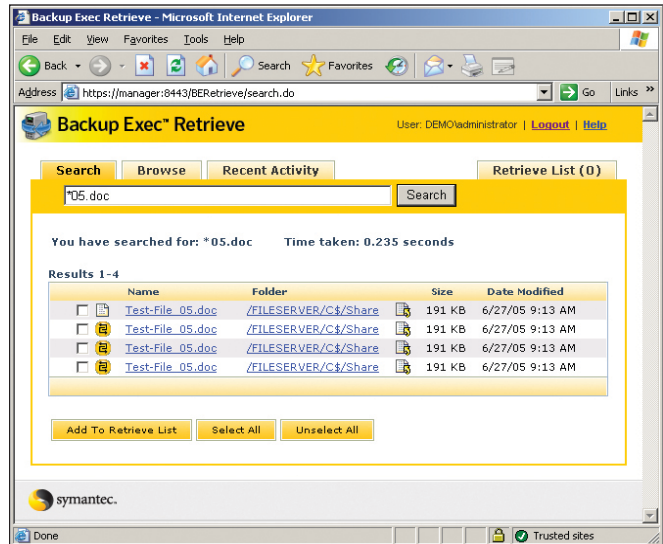 Backup Exec Retrieve - Microsoft Internet Explorer
File Edit View Favorites Tools Help
Back Search Favorites
Address https://manager:8443/BERetrieve/search.do Go Links »
Backup Exec™ Retrieve User: DEMO\administrator | Logout | Help
Search Browse Recent Activity Retrieve List (0)
*05.doc Search
You have searched for: *05.doc Time taken: 0.235 seconds
Results 1-4
Name Folder Size Date Modified
Test-File_05.doc /FILESERVER/C$/Share 191 KB 6/27/05 9:13 AM
Test-File_05.doc /FILESERVER/C$/Share 191 KB 6/27/05 9:13 AM
Test-File_05.doc /FILESERVER/C$/Share 191 KB 6/27/05 9:13 AM
Test-File_05.doc /FILESERVER/C$/Share 191 KB 6/27/05 9:13 AM
Add To Retrieve List Select All Unselect All
symantec.
Done Trusted sites